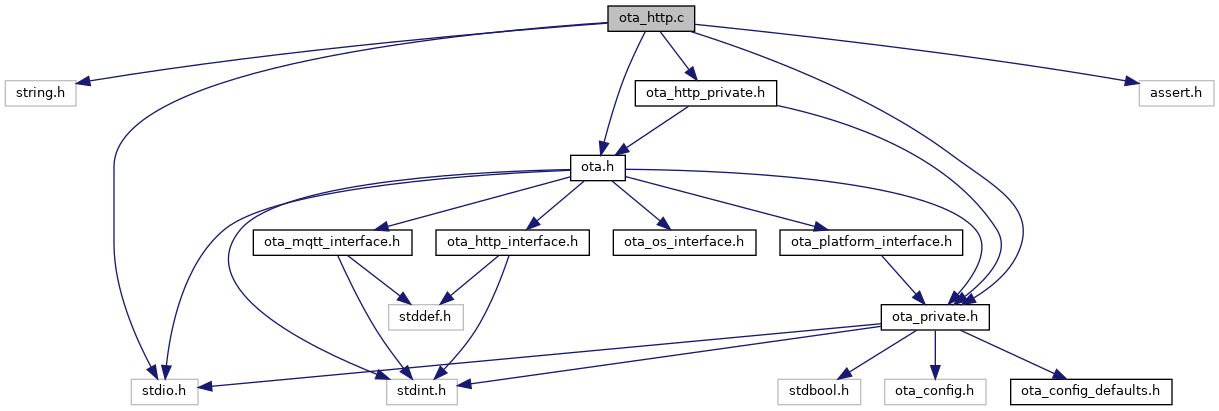 ota_http.c
string.h
ota_http_private.h
assert.h
ota.h
ota_mqtt_interface.h
ota_http_interface.h
ota_os_interface.h
ota_platform_interface.h
stddef.h
ota_private.h
stdio.h
stdint.h
stdbool.h
ota_config.h
ota_config_defaults.h